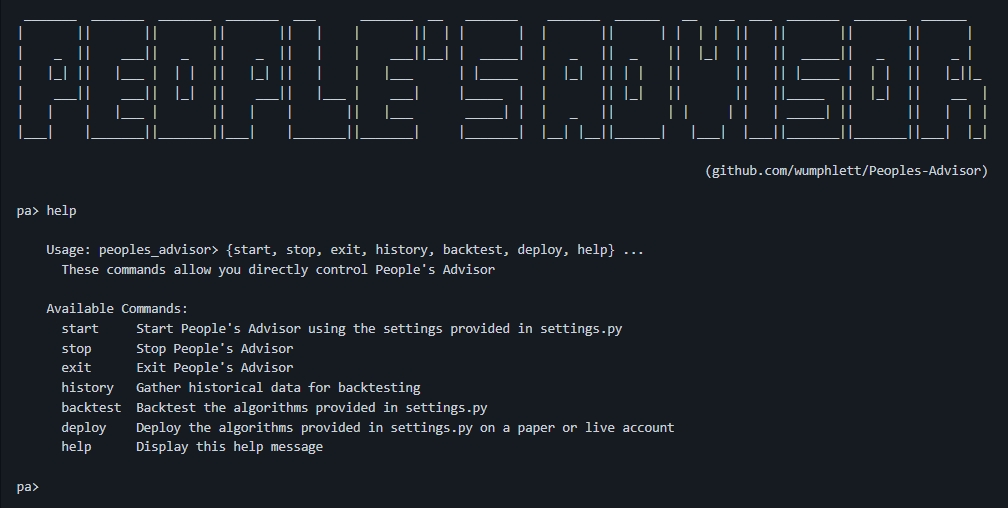 PEOPLE'S ADVISOR
(github.com/wumphlett/Peoples-Advisor)
pa> help
Usage: peoples_advisor> {start, stop, exit, history, backtest, deploy, help} ...
These commands allow you directly control People's Advisor
Available Commands:
start Start People's Advisor using the settings provided in settings.py
stop Stop People's Advisor
exit Exit People's Advisor
history Gather historical data for backtesting
backtest Backtest the algorithms provided in settings.py
deploy Deploy the algorithms provided in settings.py on a paper or live account
help Display this help message
pa>